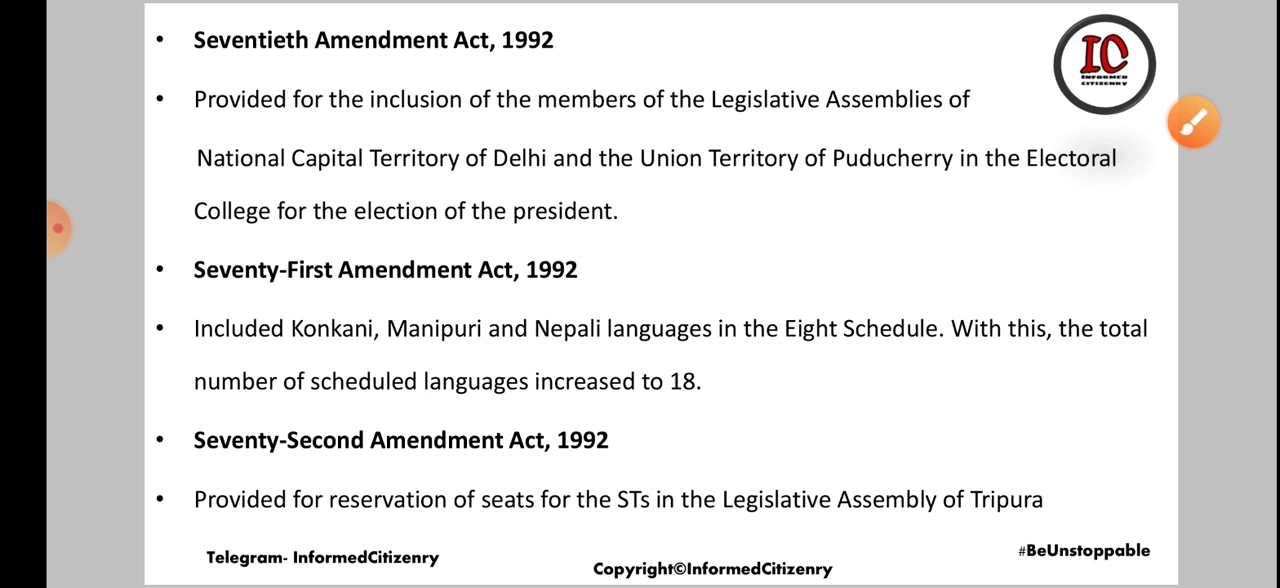 • Seventieth Amendment Act, 1992
IC
INFORMED
CITIZENRY
• Provided for the inclusion of the members of the Legislative Assemblies of
National Capital Territory of Delhi and the Union Territory of Puducherry in the Electoral
College for the election of the president.
• Seventy-First Amendment Act, 1992
• Included Konkani, Manipuri and Nepali languages in the Eight Schedule. With this, the total
number of scheduled languages increased to 18.
• Seventy-Second Amendment Act, 1992
• Provided for reservation of seats for the STs in the Legislative Assembly of Tripura
Telegram- InformedCitizenry
Copyright©InformedCitizenry
#BeUnstoppable